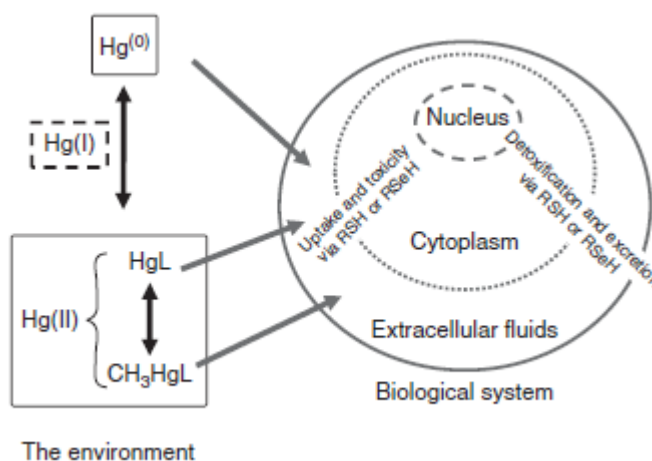 Hg(0)
Hg(I)
HgL
Hg(II)
CH3HgL
The environment
Nucleus
Uptake and toxicity
via RSH or RSeH
Detoxification and excretion
via RSH or RSeH
Cytoplasm
Extracellular fluids
Biological system